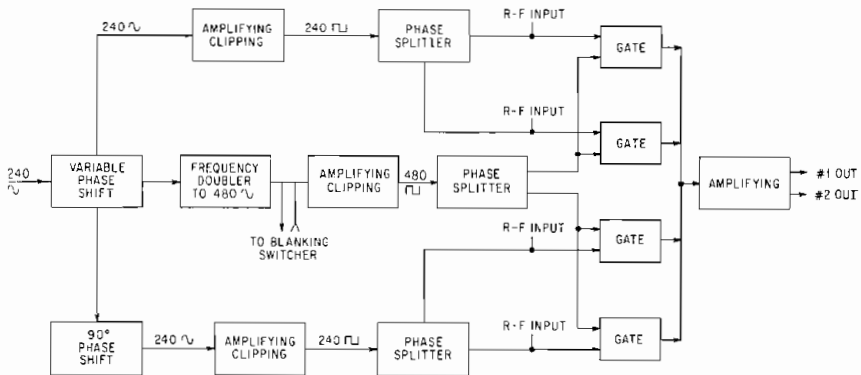 240 ∿
AMPLIFYING
CLIPPING
240 ⊓⊔
PHASE
SPLITTER
R-F INPUT
GATE
R-F INPUT
GATE
240
∿
VARIABLE
PHASE
SHIFT
FREQUENCY
DOUBLER
TO 480 ∿
AMPLIFYING
CLIPPING
480
⊓⊔
PHASE
SPLITTER
AMPLIFYING
#1 OUT
#2 OUT
TO BLANKING
SWITCHER
R-F INPUT
GATE
90°
PHASE
SHIFT
240 ∿
AMPLIFYING
CLIPPING
240 ⊓⊔
PHASE
SPLITTER
R-F INPUT
GATE